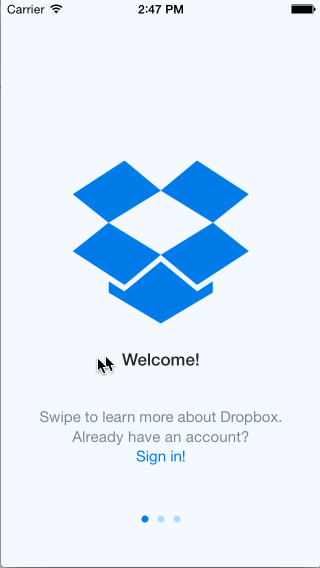 Carrier 2:47 PM
Welcome!
Swipe to learn more about Dropbox.
Already have an account?
Sign in!